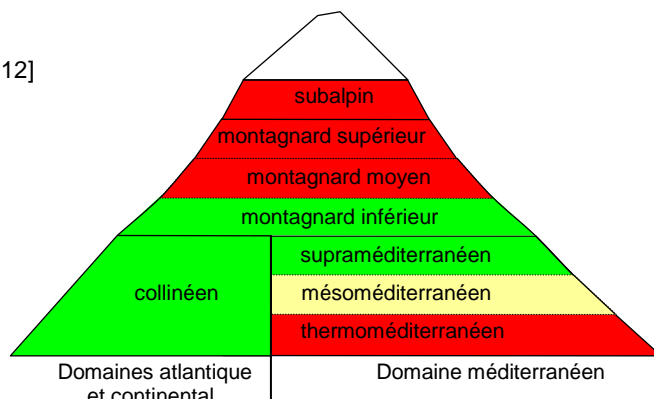 12]
subalpin
montagnard supérieur
montagnard moyen
montagnard inférieur
supraméditerranéen
collinéen
mésoméditerranéen
thermoméditerranéen
Domaines atlantique
et continental
Domaine méditerranéen